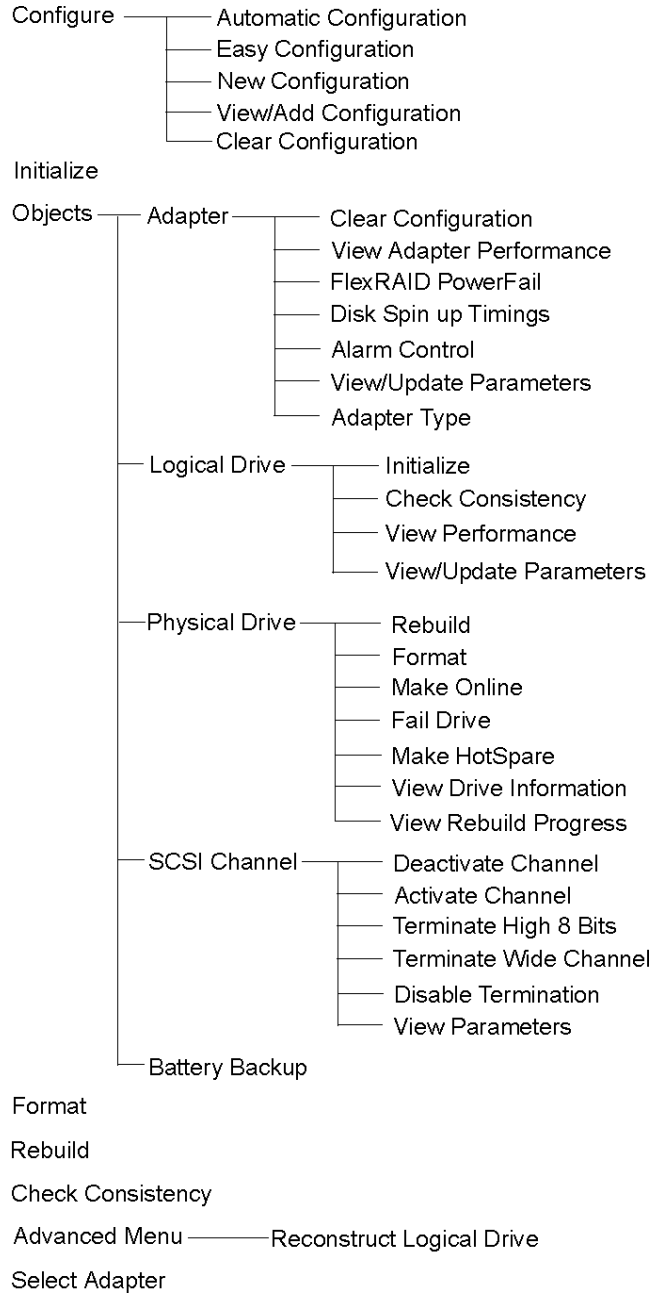 Configure
Automatic Configuration
Easy Configuration
New Configuration
View/Add Configuration
Clear Configuration
Initialize
Objects
Adapter
Clear Configuration
View Adapter Performance
FlexRAID PowerFail
Disk Spin up Timings
Alarm Control
View/Update Parameters
Adapter Type
Logical Drive
Initialize
Check Consistency
View Performance
View/Update Parameters
Physical Drive
Rebuild
Format
Make Online
Fail Drive
Make HotSpare
View Drive Information
View Rebuild Progress
SCSI Channel
Deactivate Channel
Activate Channel
Terminate High 8 Bits
Terminate Wide Channel
Disable Termination
View Parameters
Battery Backup
Format
Rebuild
Check Consistency
Advanced Menu
Reconstruct Logical Drive
Select Adapter